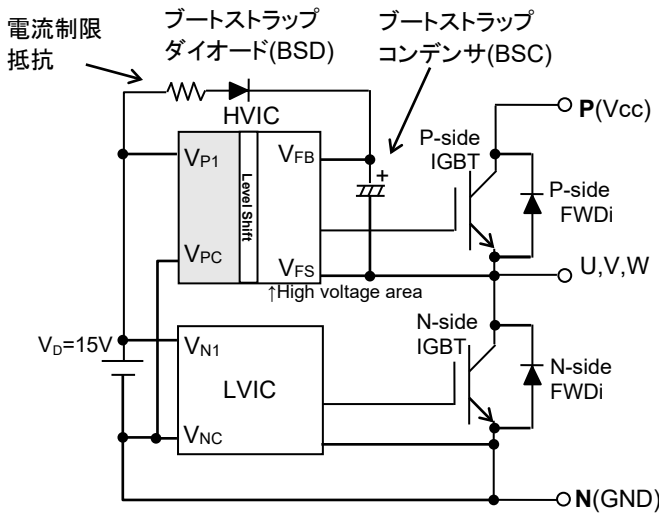 電流制限
抵抗
ブートストラップ
ダイオード(BSD)
ブートストラップ
コンデンサ(BSC)
HVIC
P(Vcc)
VP1
Level Shift
VFB
+
P-side
IGBT
P-side
FWDi
VPC
VFS
↑High voltage area
U,V,W
VD=15V
VN1
LVIC
VNC
N-side
IGBT
N-side
FWDi
N(GND)